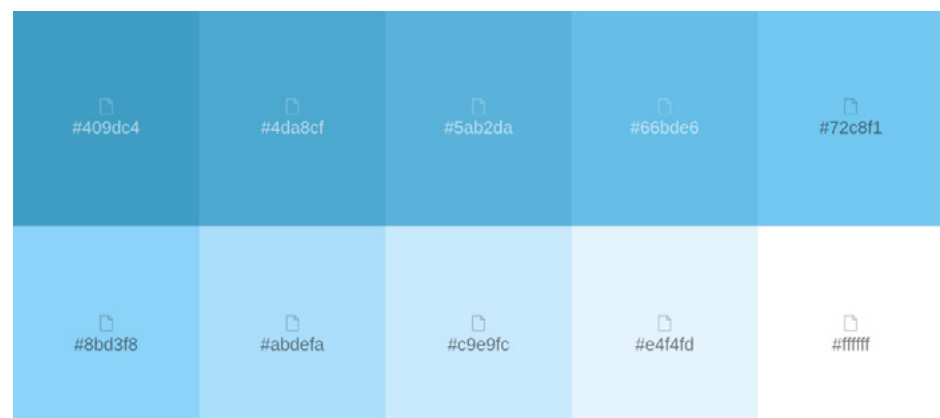 #409dc4
#4da8cf
#5ab2da
#66bde6
#72c8f1
#8bd3f8
#abdefa
#c9e9fc
#e4f4fd
#ffffff